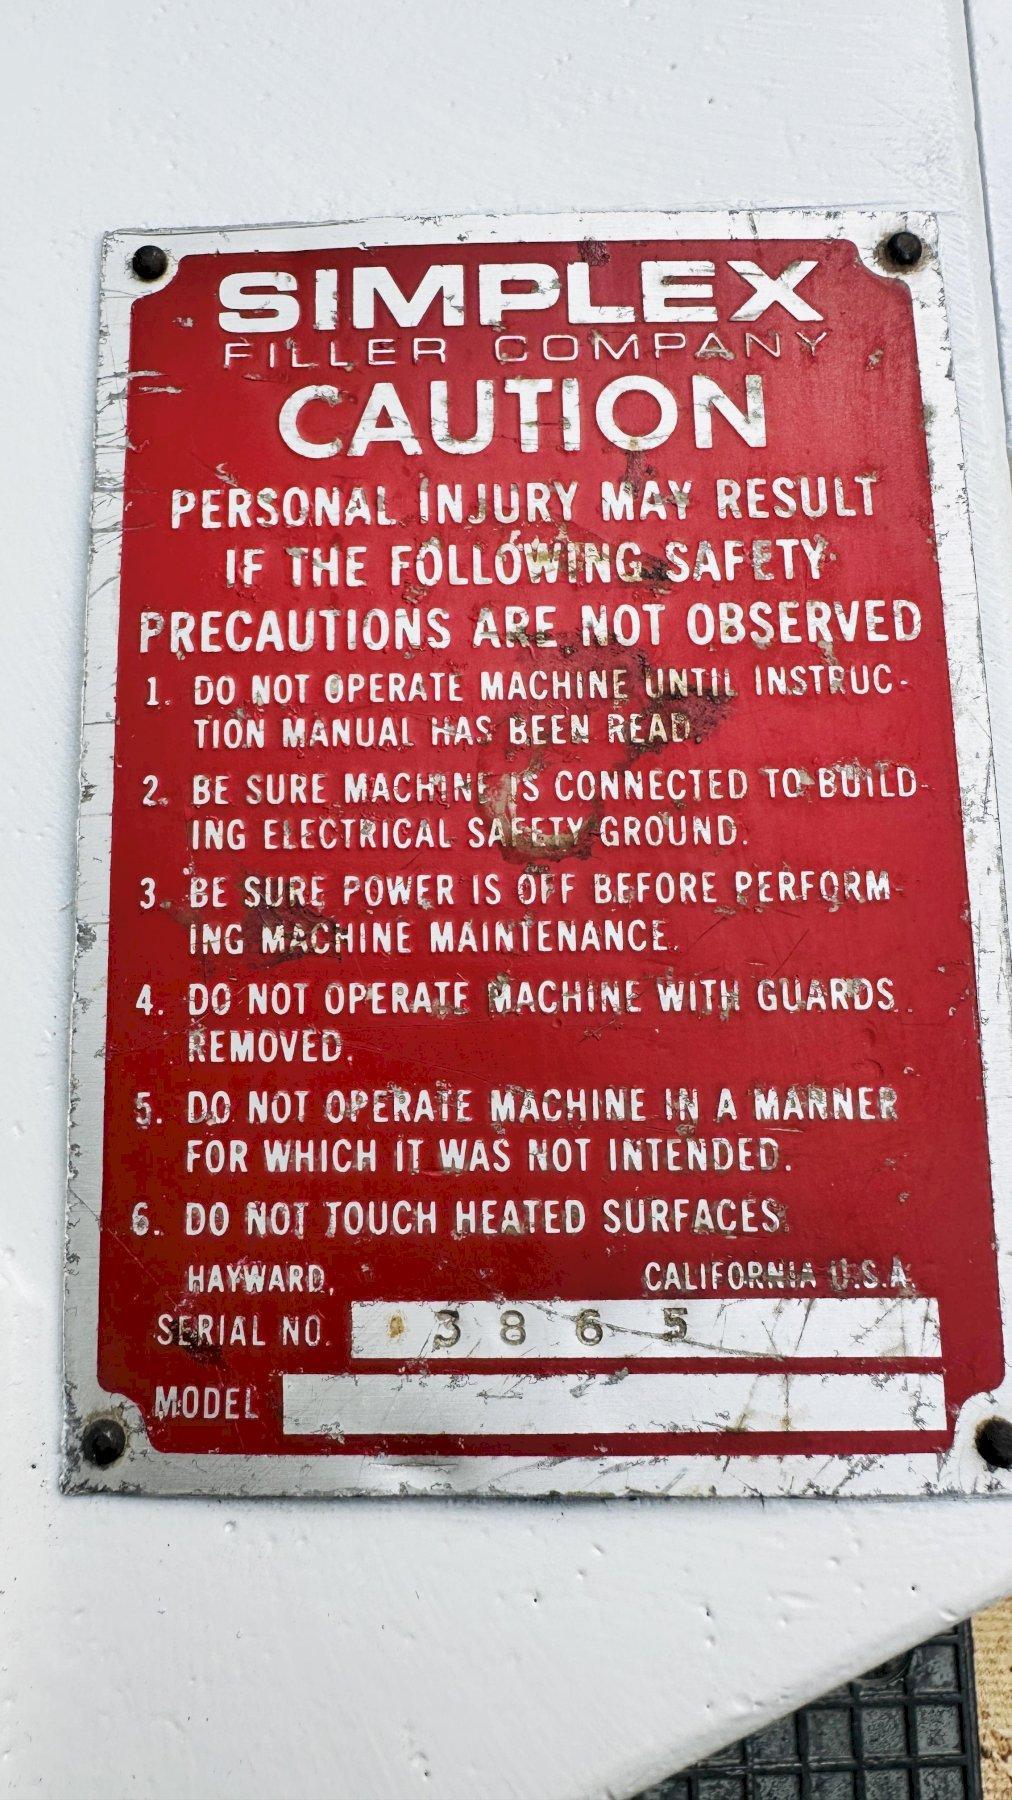 SIMPLEX
FILLER COMPANY
CAUTION
PERSONAL INJURY MAY RESULT
IF THE FOLLOWING SAFETY
PRECAUTIONS ARE NOT OBSERVED
1. DO NOT OPERATE MACHINE UNTIL INSTRUC-
TION MANUAL HAS BEEN READ.
2. BE SURE MACHINE IS CONNECTED TO BUILD-
ING ELECTRICAL SAFETY GROUND.
3. BE SURE POWER IS OFF BEFORE PERFORM-
ING MACHINE MAINTENANCE.
4. DO NOT OPERATE MACHINE WITH GUARDS
REMOVED.
5. DO NOT OPERATE MACHINE IN A MANNER
FOR WHICH IT WAS NOT INTENDED.
6. DO NOT TOUCH HEATED SURFACES.
HAYWARD, CALIFORNIA U.S.A.
SERIAL NO. 3865
MODEL